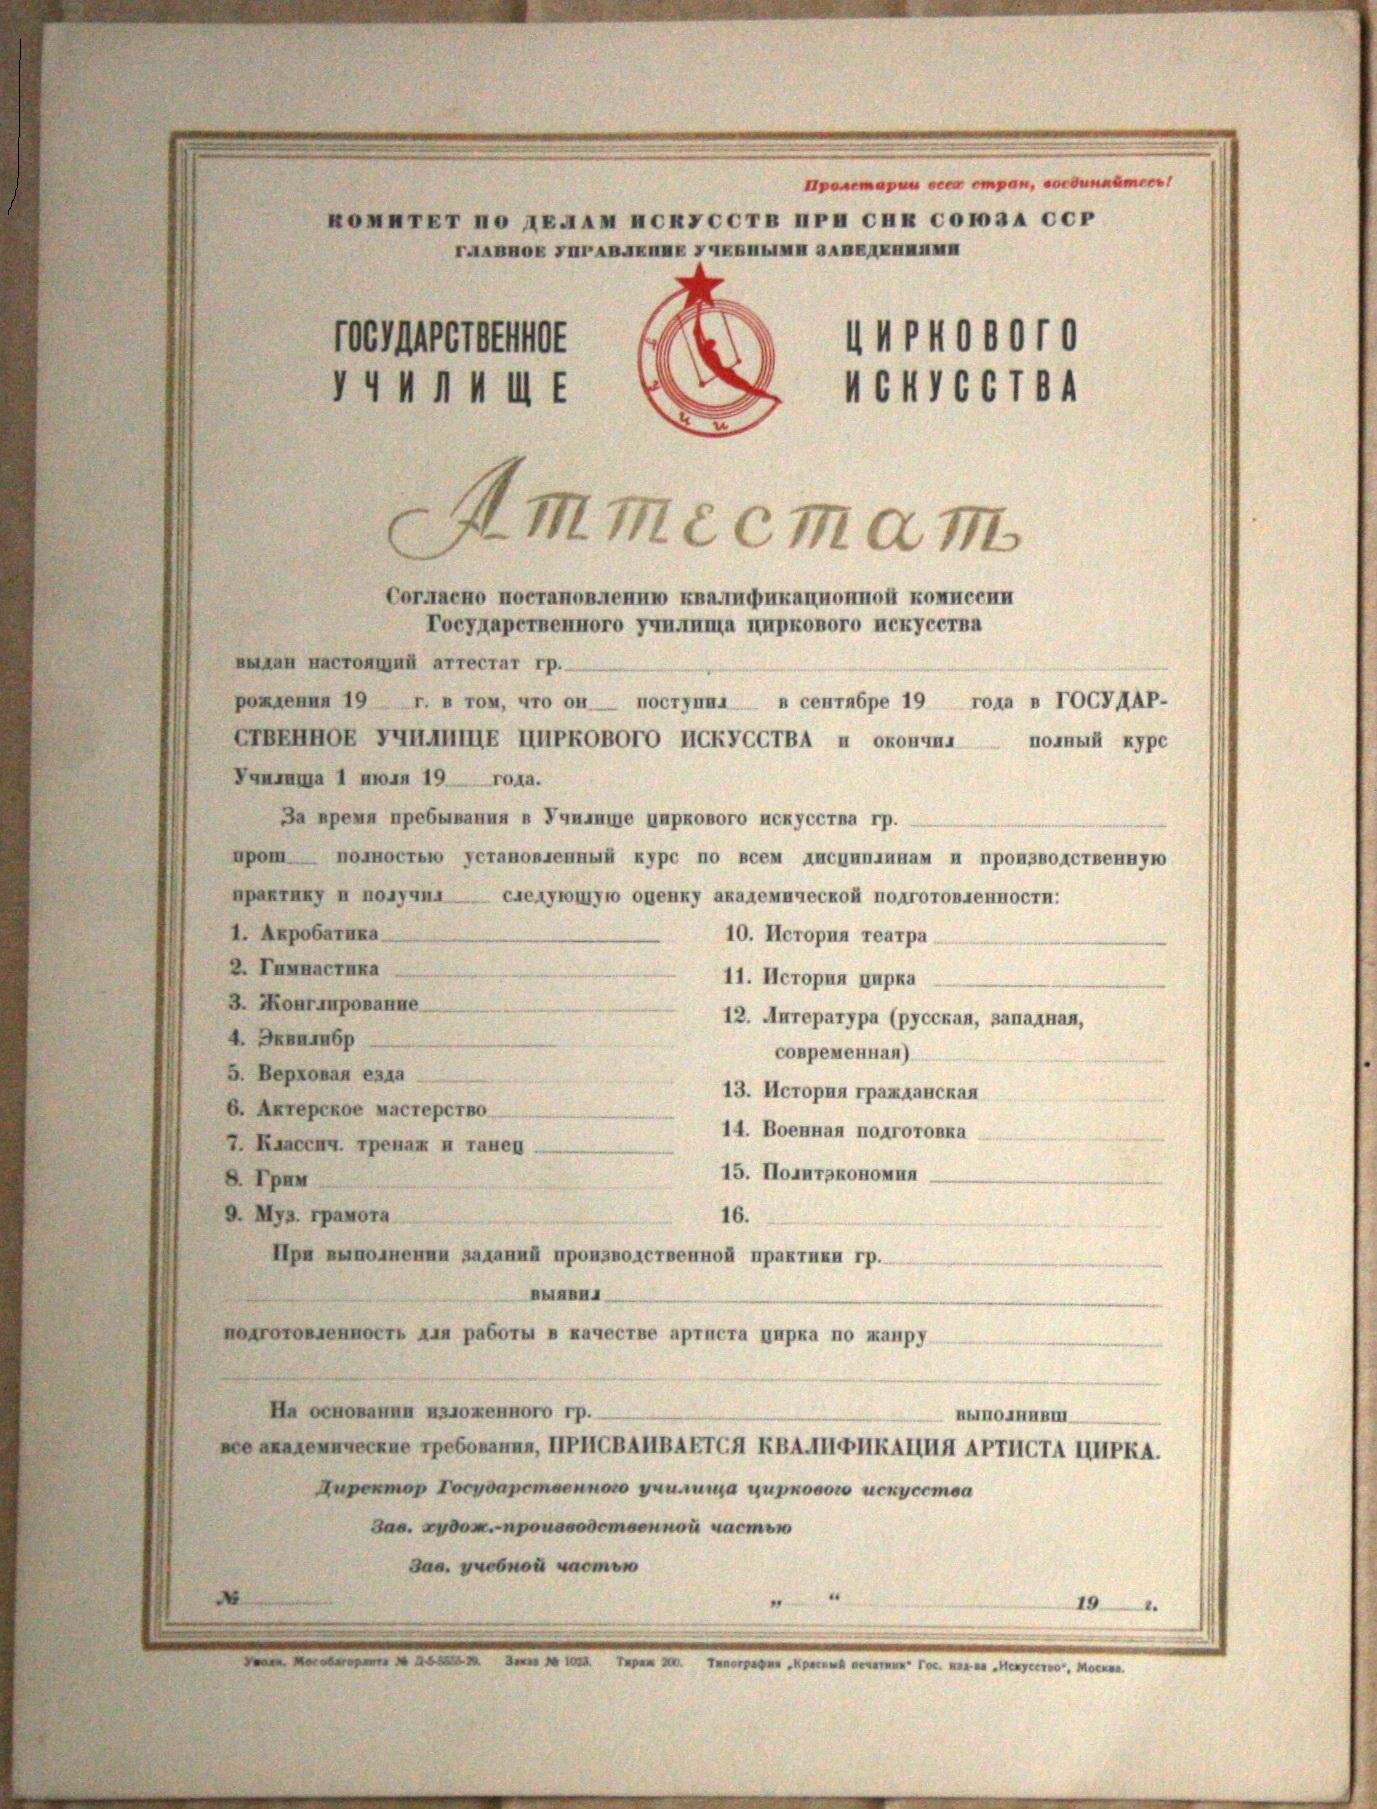 Пролетарии всех стран, соединяйтесь!
КОМИТЕТ ПО ДЕЛАМ ИСКУССТВ ПРИ СНК СОЮЗА ССР
ГЛАВНОЕ УПРАВЛЕНИЕ УЧЕБНЫМИ ЗАВЕДЕНИЯМИ
ГОСУДАРСТВЕННОЕ ЦИРКОВОГО
УЧИЛИЩЕ ИСКУССТВА
Аттестат
Согласно постановлению квалификационной комиссии
Государственного училища циркового искусства
выдан настоящий аттестат гр.
рождения 19 г. в том, что он поступил в сентябре 19 года в ГОСУДАР-
СТВЕННОЕ УЧИЛИЩЕ ЦИРКОВОГО ИСКУССТВА и окончил полный курс
Училища 1 июля 19 года.
За время пребывания в Училище циркового искусства гр.
прош полностью установленный курс по всем дисциплинам и производственную
практику и получил следующую оценку академической подготовленности:
1. Акробатика
2. Гимнастика
3. Жонглирование
4. Эквилибр
5. Верховая езда
6. Актерское мастерство
7. Классич. тренаж и танец
8. Грим
9. Муз. грамота
10. История театра
11. История цирка
12. Литература (русская, западная,
современная)
13. История гражданская
14. Военная подготовка
15. Политэкономия
16.
При выполнении заданий производственной практики гр.
выявил
подготовленность для работы в качестве артиста цирка по жанру
На основании изложенного гр. выполнивш
все академические требования, ПРИСВАИВАЕТСЯ КВАЛИФИКАЦИЯ АРТИСТА ЦИРКА.
Директор Государственного училища циркового искусства
Зав. худож.-производственной частью
Зав. учебной частью
№ „ “ 19 г.
Заказ № 1023. Тираж 200. Типография „Красный печатник“ Гос. изд-ва „Искусство“, Москва.